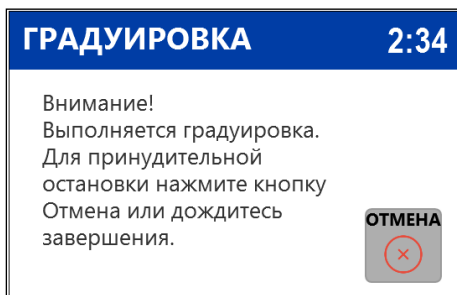 ГРАДУИРОВКА 2:34
Внимание!
Выполняется градуировка.
Для принудительной
остановки нажмите кнопку
Отмена или дождитесь
завершения.
ОТМЕНА